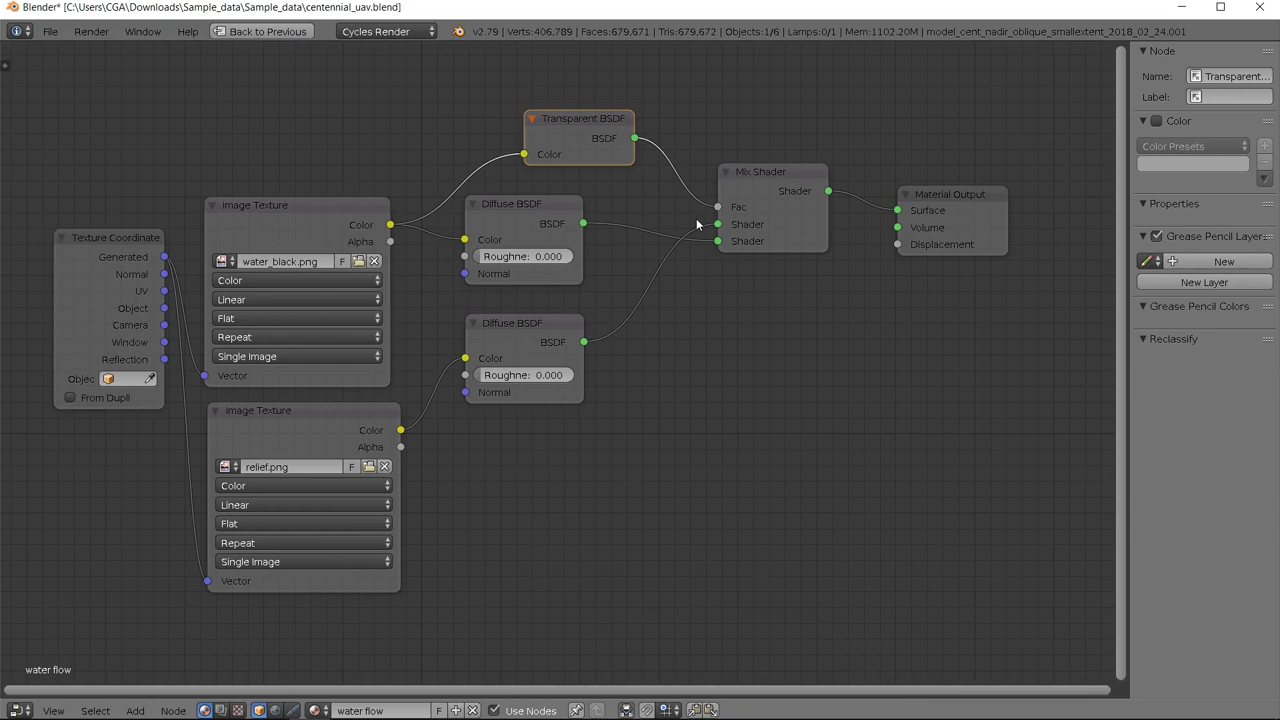 Blender* [C:\Users\CGA\Downloads\Sample_data\Sample_data\centennial_uav.blend]
File Render Window Help Back to Previous Cycles Render v2.79 | Verts:406,789 | Faces:679,671 | Tris:679,672 | Objects:1/6 | Lamps:0/1 | Mem:1102.20M | model_cent_nadir_oblique_smallextent_2018_02_24.001
Transparent BSDF
BSDF
Color
Image Texture
Color
Alpha
water_black.png F
Color
Linear
Flat
Repeat
Single Image
Vector
Texture Coordinate
Generated
Normal
UV
Object
Camera
Window
Reflection
Objec
From Dupli
Diffuse BSDF
BSDF
Color
Roughne: 0.000
Normal
Diffuse BSDF
BSDF
Color
Roughne: 0.000
Normal
Image Texture
Color
Alpha
relief.png F
Color
Linear
Flat
Repeat
Single Image
Vector
Mix Shader
Shader
Fac
Shader
Shader
Material Output
Surface
Volume
Displacement
Node
Name: Transparent...
Label:
Color
Color Presets
Properties
Grease Pencil Layer
New
New Layer
Grease Pencil Colors
Reclassify
water flow
View Select Add Node water flow F Use Nodes